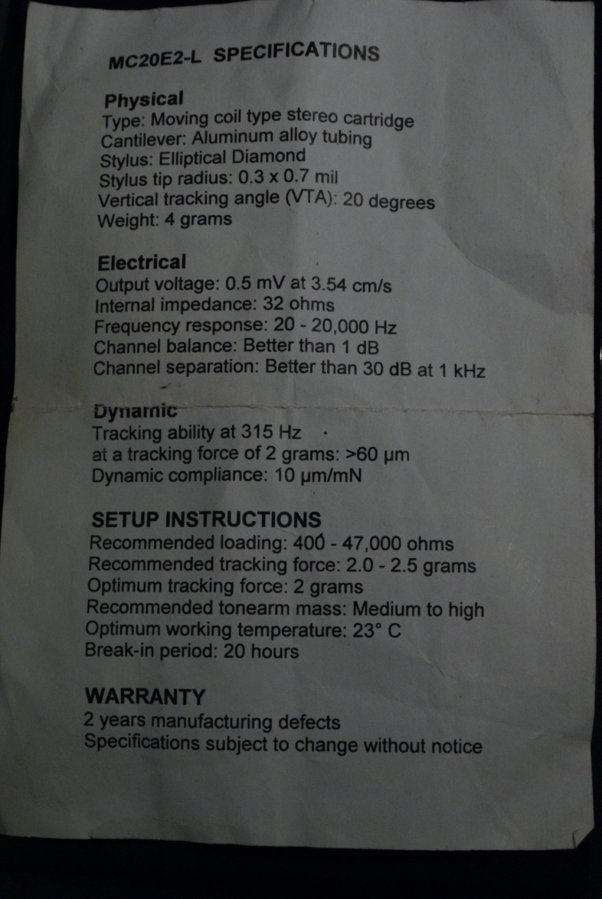 MC20E2-L SPECIFICATIONS
Physical
Type: Moving coil type stereo cartridge
Cantilever: Aluminum alloy tubing
Stylus: Elliptical Diamond
Stylus tip radius: 0.3 x 0.7 mil
Vertical tracking angle (VTA): 20 degrees
Weight: 4 grams
Electrical
Output voltage: 0.5 mV at 3.54 cm/s
Internal impedance: 32 ohms
Frequency response: 20 - 20,000 Hz
Channel balance: Better than 1 dB
Channel separation: Better than 30 dB at 1 kHz
Dynamic
Tracking ability at 315 Hz
at a tracking force of 2 grams: >60 µm
Dynamic compliance: 10 µm/mN
SETUP INSTRUCTIONS
Recommended loading: 400 - 47,000 ohms
Recommended tracking force: 2.0 - 2.5 grams
Optimum tracking force: 2 grams
Recommended tonearm mass: Medium to high
Optimum working temperature: 23° C
Break-in period: 20 hours
WARRANTY
2 years manufacturing defects
Specifications subject to change without notice